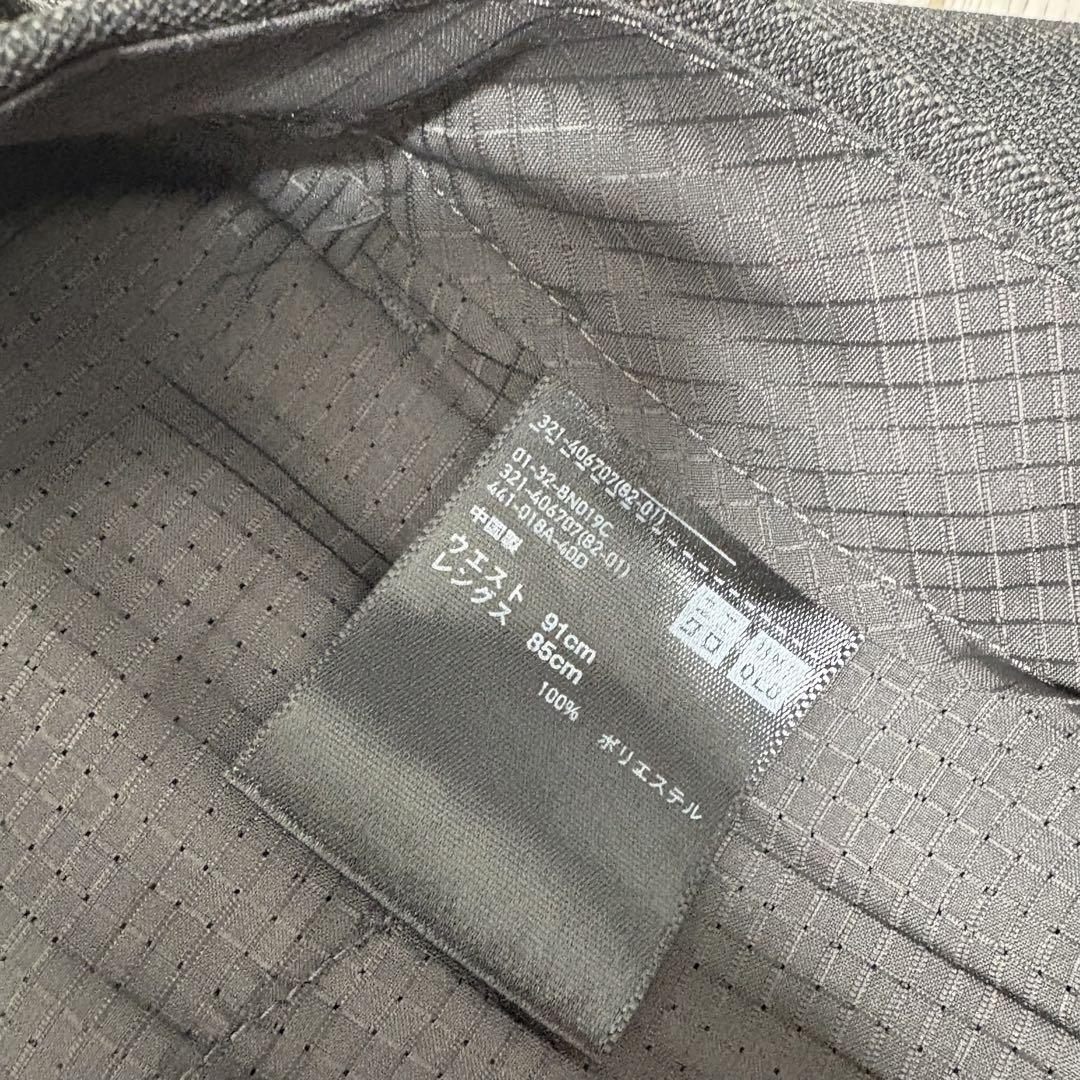 321-406707(82-01)
01-32-BN019C
321-406707(82-01)
441-018A-40D
中国製
ウエスト 91cm
レングス 85cm
100% ポリエステル
UNI
QLO